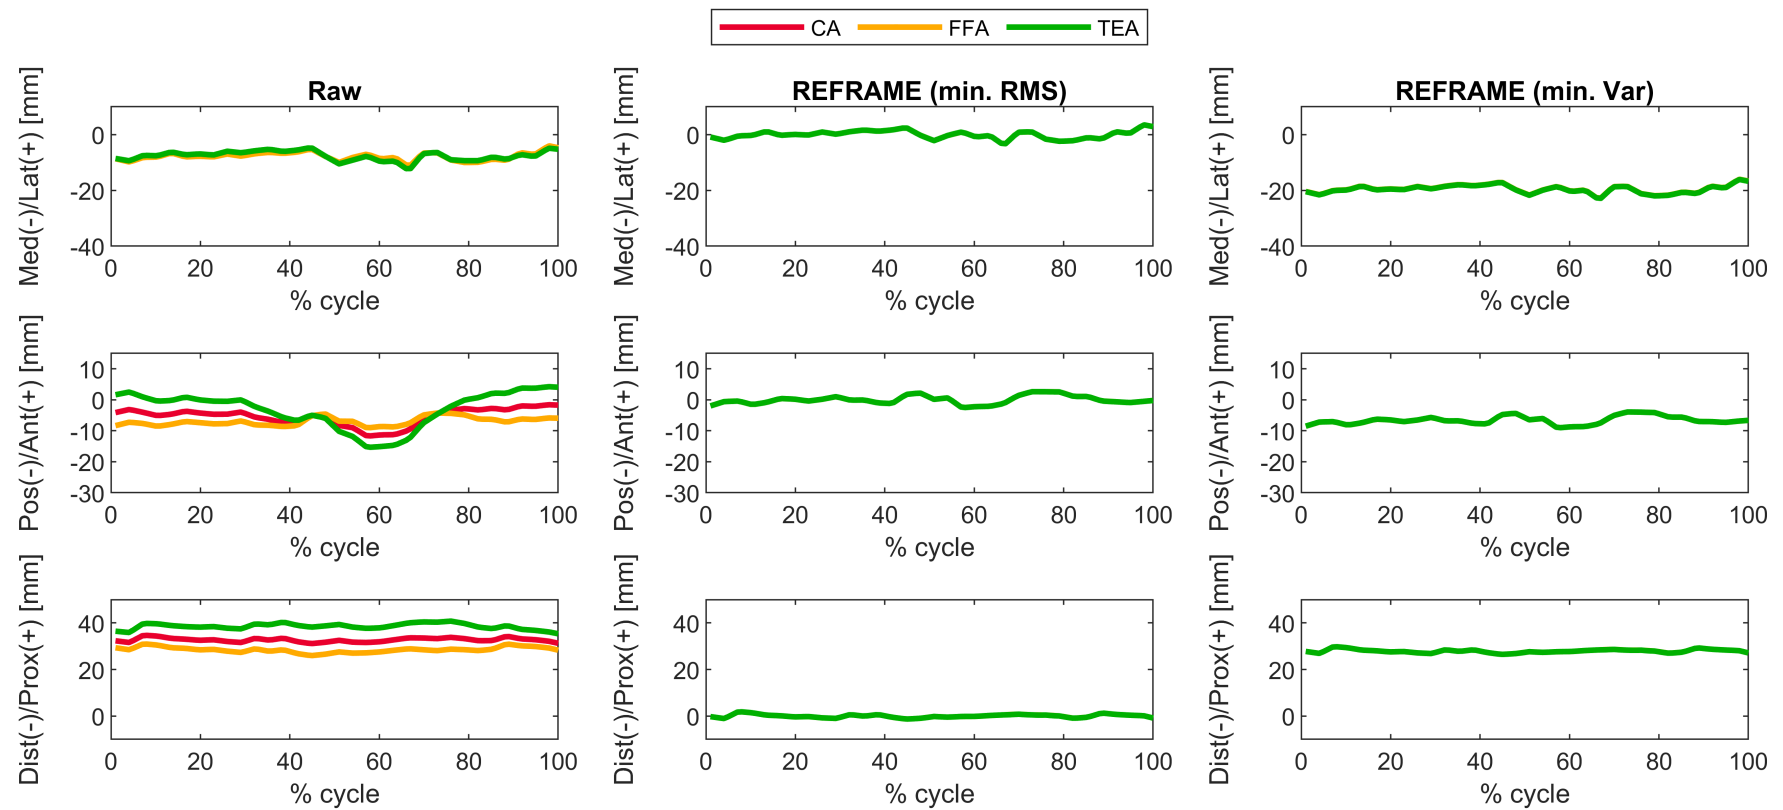 CA FFA TEA
Raw REFRAME (min. RMS) REFRAME (min. Var)
Med(-)/Lat(+) [mm] Med(-)/Lat(+) [mm] Med(-)/Lat(+) [mm]
0 0 0
-20 -20 -20
-40 -40 -40
0 20 40 60 80 100 0 20 40 60 80 100 0 20 40 60 80 100
% cycle % cycle % cycle
Pos(-)/Ant(+) [mm] Pos(-)/Ant(+) [mm] Pos(-)/Ant(+) [mm]
10 10 10
0 0 0
-10 -10 -10
-20 -20 -20
-30 -30 -30
0 20 40 60 80 100 0 20 40 60 80 100 0 20 40 60 80 100
% cycle % cycle % cycle
Dist(-)/Prox(+) [mm] Dist(-)/Prox(+) [mm] Dist(-)/Prox(+) [mm]
40 40 40
20 20 20
0 0 0
0 20 40 60 80 100 0 20 40 60 80 100 0 20 40 60 80 100
% cycle % cycle % cycle